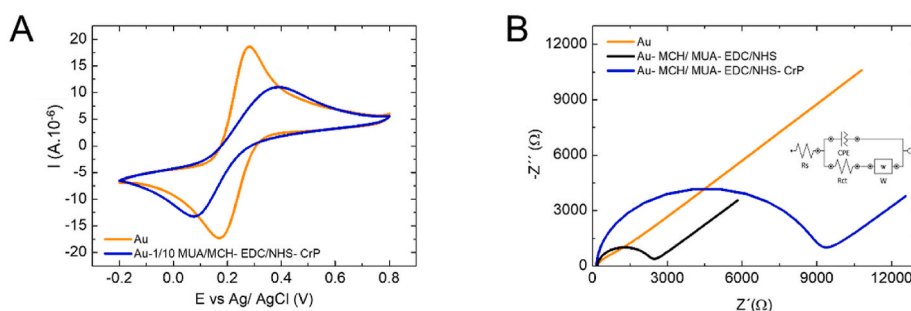 A
20
15
10
5
0
-5
-10
-15
-20
I (A.10-6)
Au
Au-1/10 MUA/MCH- EDC/NHS- CrP
-0.2
0.0
0.2
0.4
0.6
0.8
E vs Ag/ AgCl (V)
B
12000
9000
6000
3000
0
-Z´´ (Ω)
Au
Au- MCH/ MUA- EDC/NHS
Au- MCH/ MUA- EDC/NHS- CrP
CPE
Rs
Rct
W
W
0
3000
6000
9000
12000
Z´(Ω)